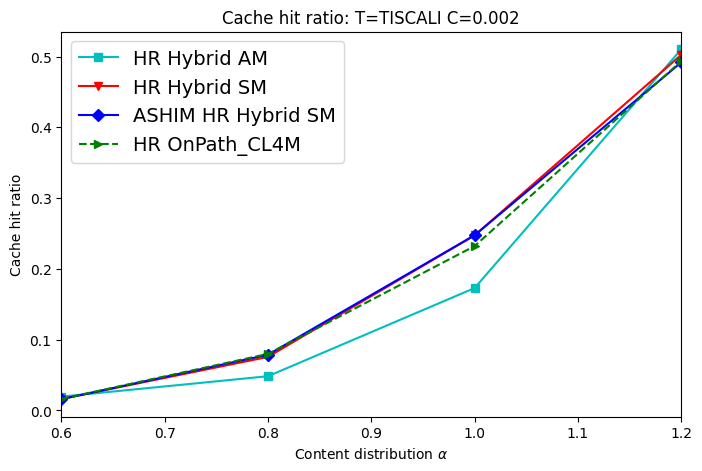 Cache hit ratio: T=TISCALI C=0.002
HR Hybrid AM
HR Hybrid SM
ASHIM HR Hybrid SM
HR OnPath_CL4M
Cache hit ratio
0.5
0.4
0.3
0.2
0.1
0.0
0.6 0.7 0.8 0.9 1.0 1.1 1.2
Content distribution α